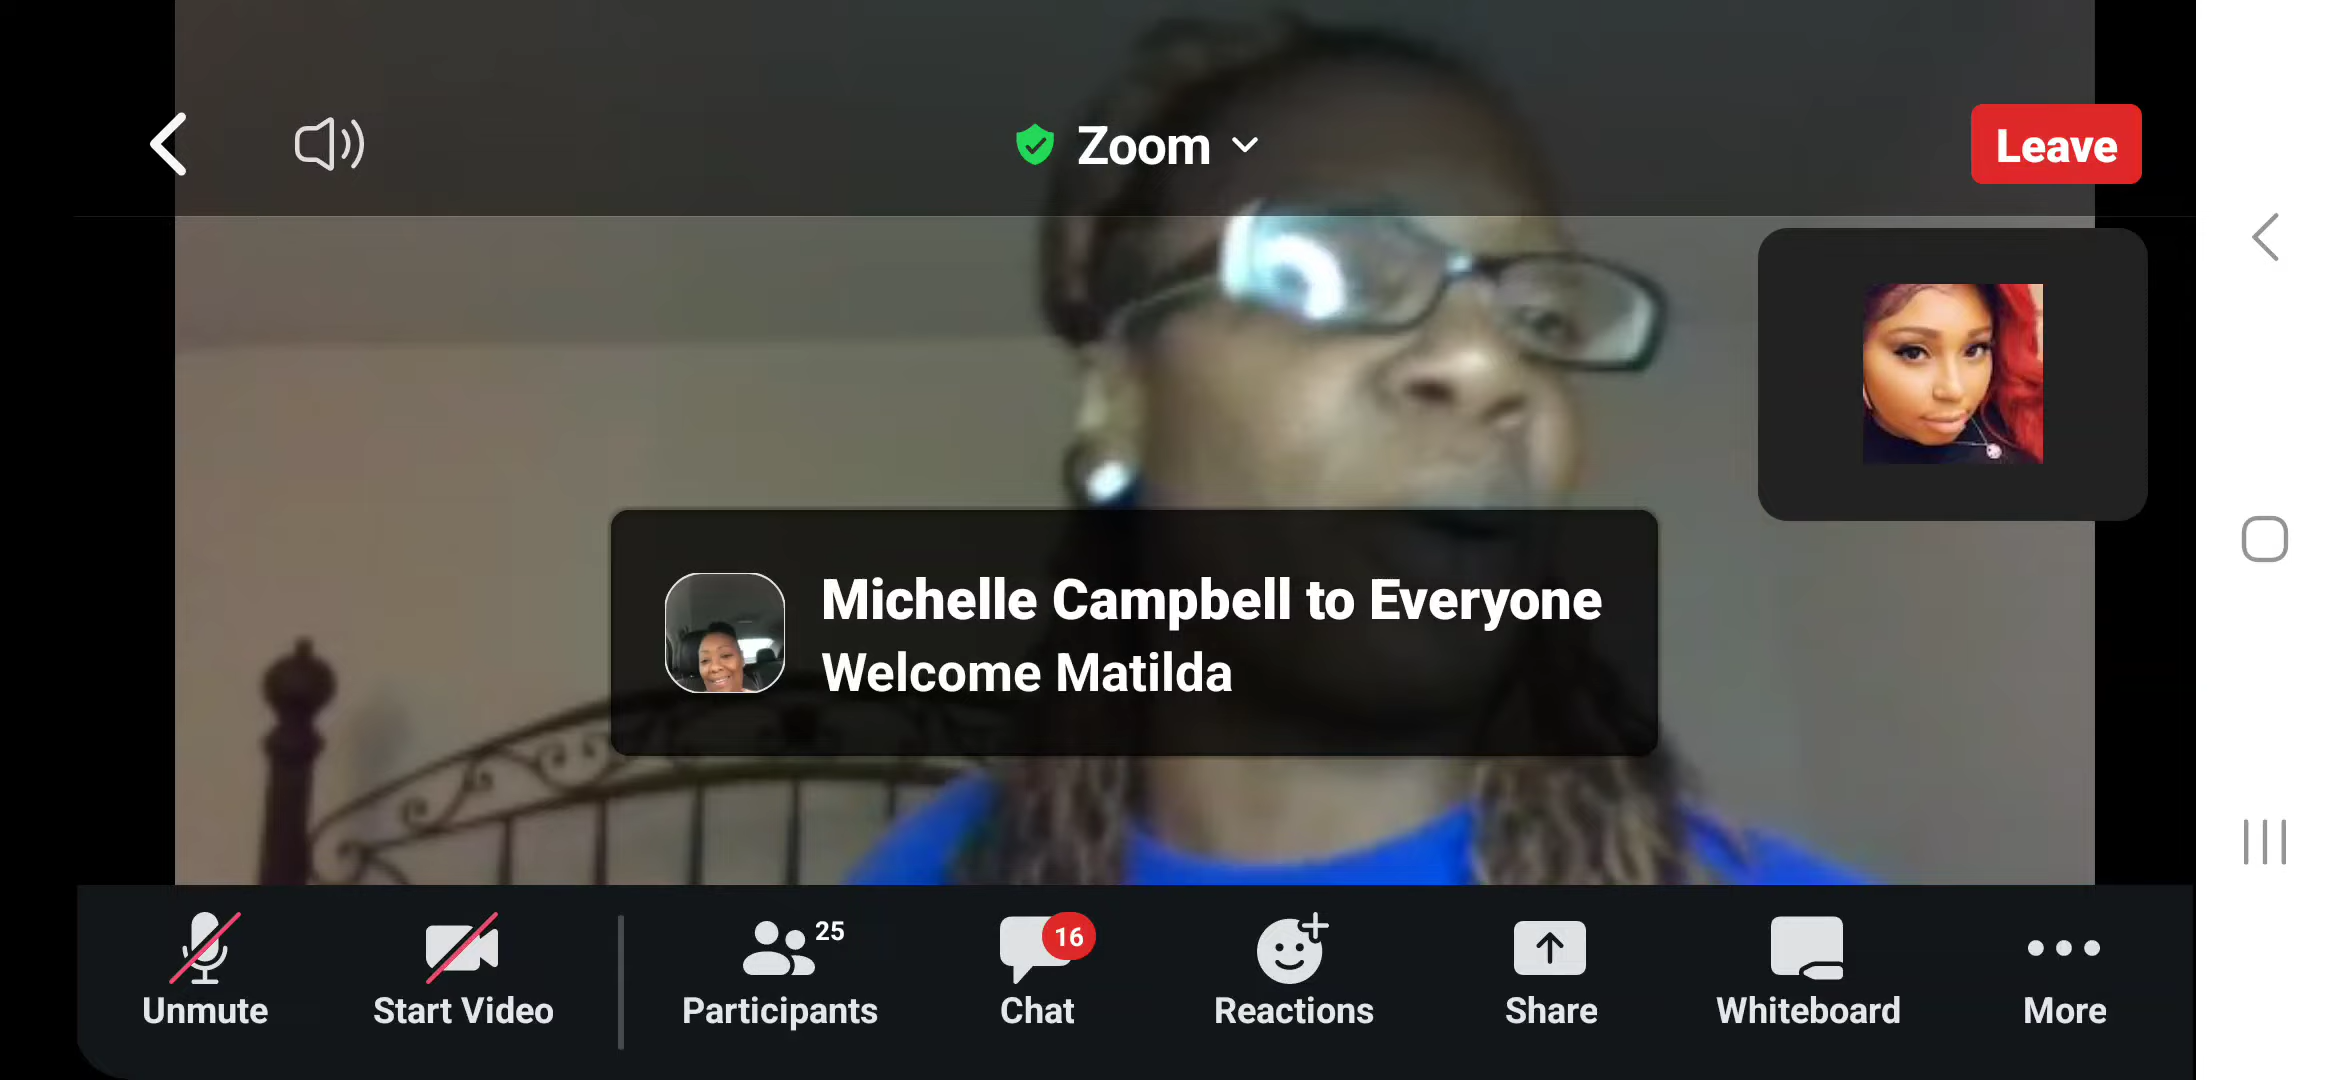 Zoom
Leave
Michelle Campbell to Everyone
Welcome Matilda
25
16
Unmute
Start Video
Participants
Chat
Reactions
Share
Whiteboard
More